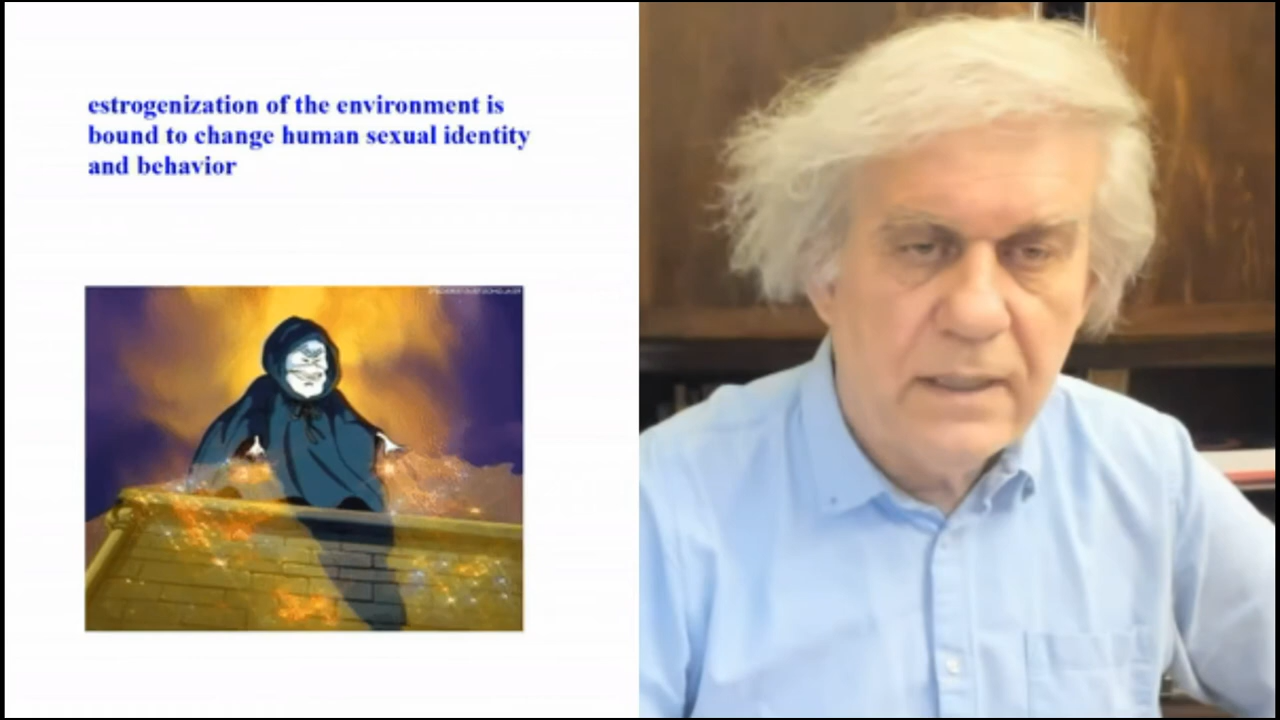 estrogenization of the environment is
bound to change human sexual identity
and behavior